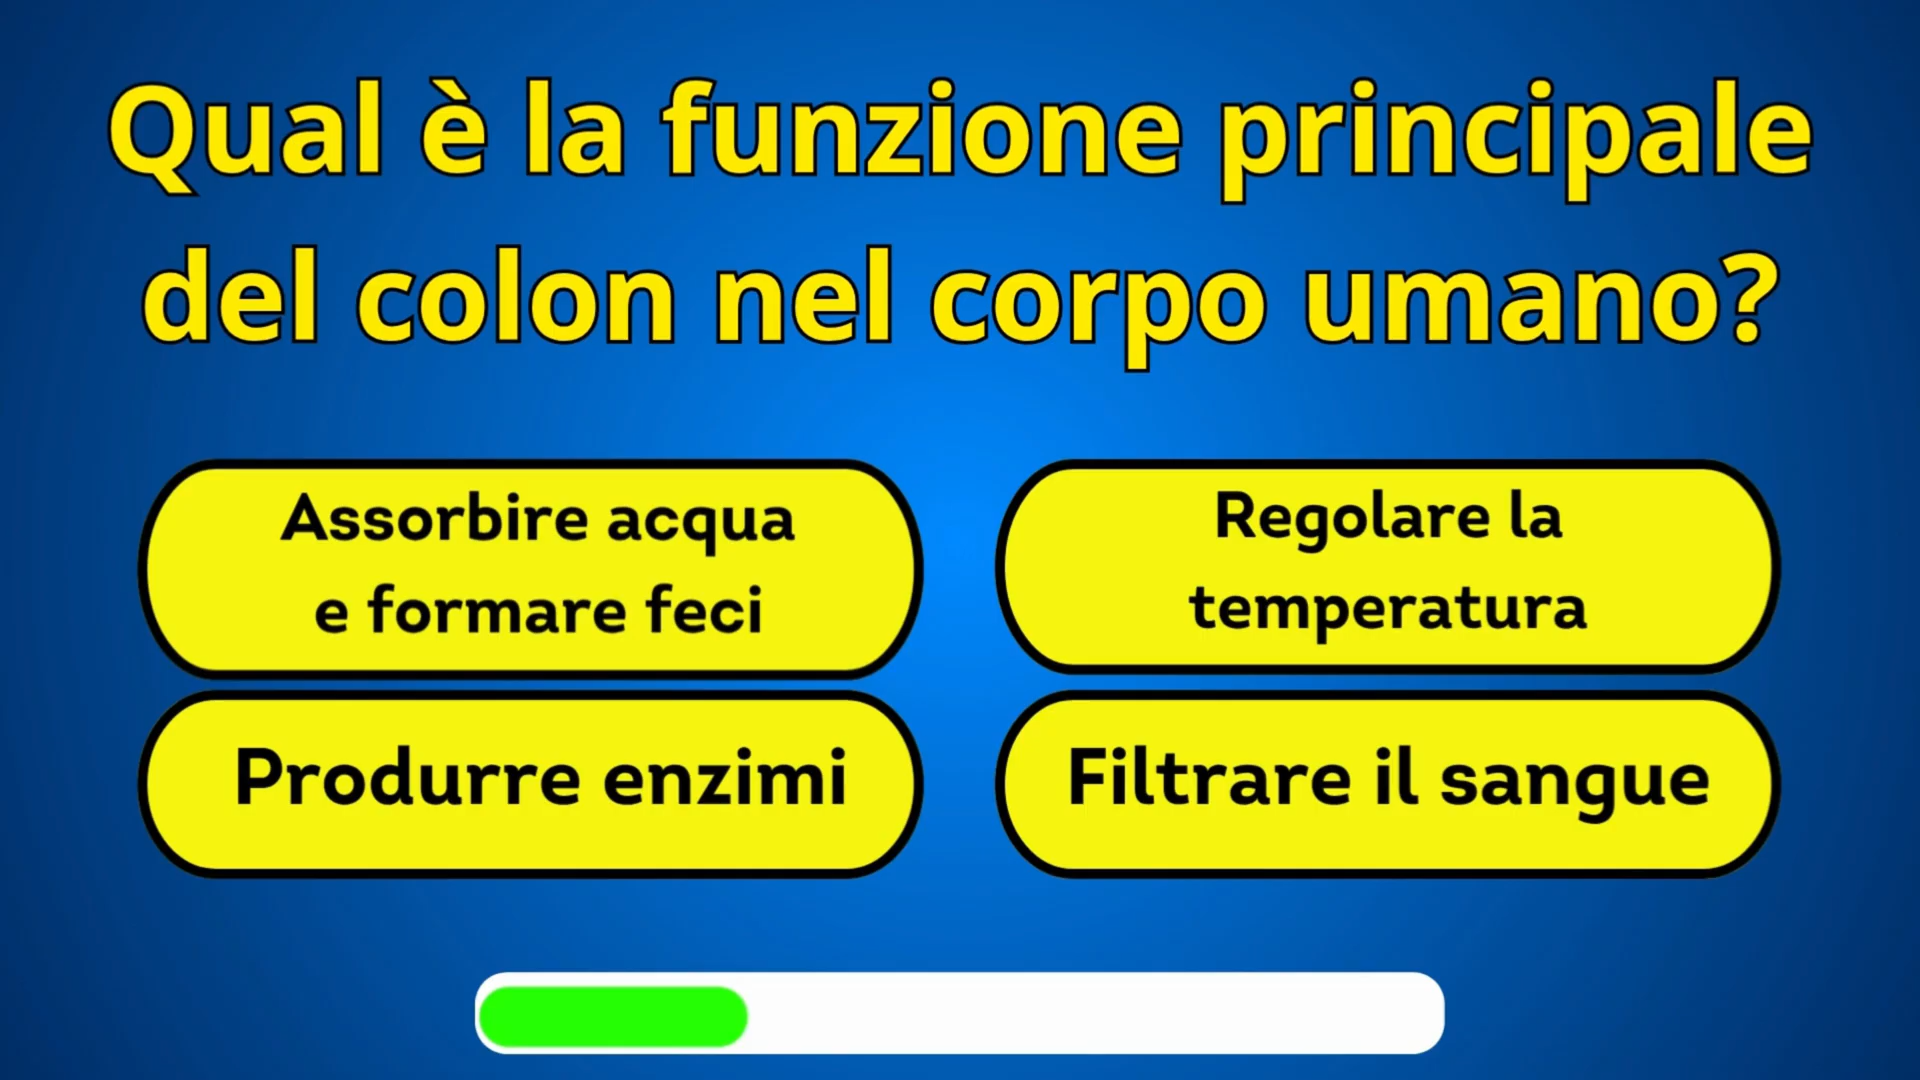 Qual è la funzione principale
del colon nel corpo umano?
Assorbire acqua
e formare feci
Regolare la
temperatura
Produrre enzimi
Filtrare il sangue